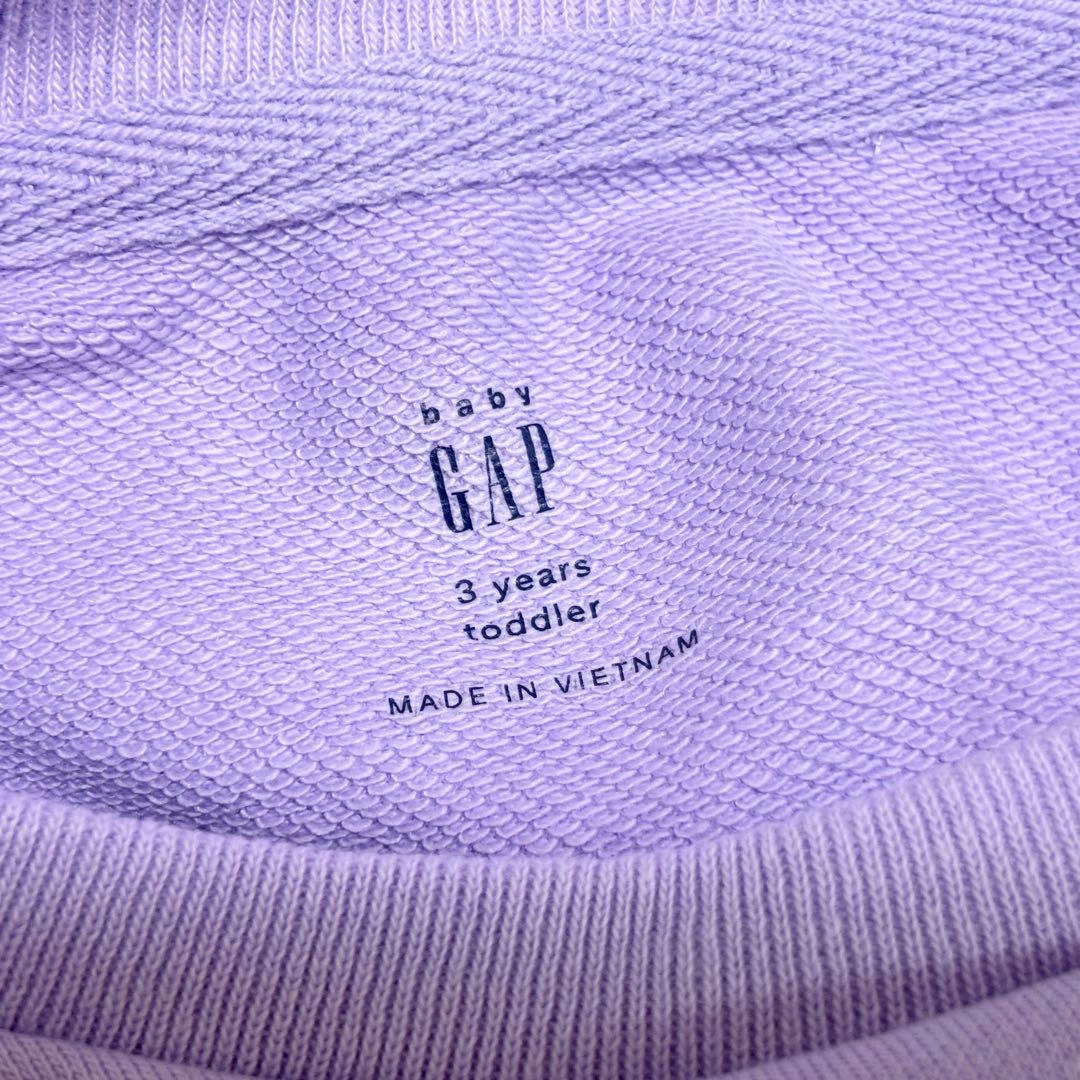 baby
GAP
3 years
toddler
MADE IN VIETNAM